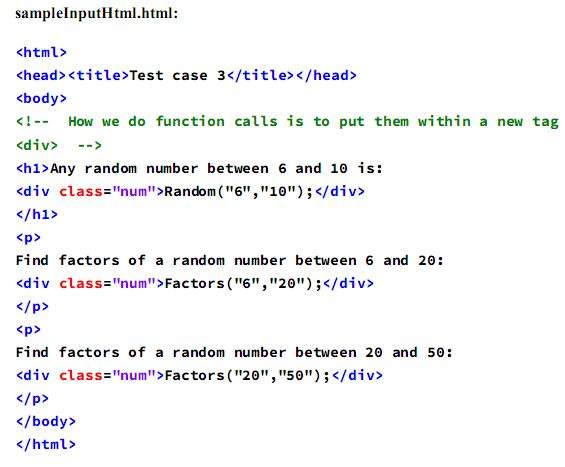 sampleInputHtml.html:
<html>
<head><title>Test case 3</title></head>
<body>
<!--  How we do function calls is to put them within a new tag
<div>  -->
<h1>Any random number between 6 and 10 is:
<div class="num">Random("6","10");</div>
</h1>
<p>
Find factors of a random number between 6 and 20:
<div class="num">Factors("6","20");</div>
</p>
<p>
Find factors of a random number between 20 and 50:
<div class="num">Factors("20","50");</div>
</p>
</body>
</html>